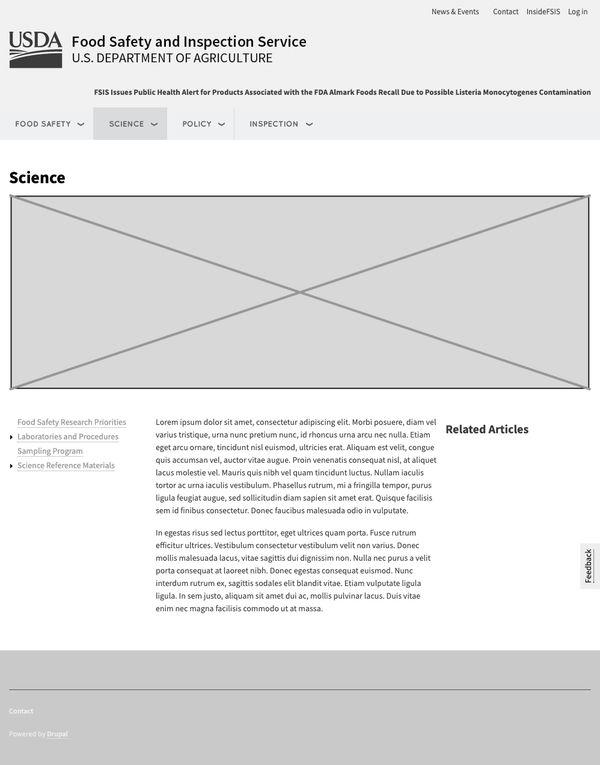 News & Events Contact InsideFSIS Log in
USDA
Food Safety and Inspection Service
U.S. DEPARTMENT OF AGRICULTURE
FSIS Issues Public Health Alert for Products Associated with the FDA Almark Foods Recall Due to Possible Listeria Monocytogenes Contamination
FOOD SAFETY SCIENCE POLICY INSPECTION
Science
Food Safety Research Priorities
Laboratories and Procedures
Sampling Program
Science Reference Materials
Lorem ipsum dolor sit amet, consectetur adipiscing elit. Morbi posuere, diam vel
varius tristique, urna nunc pretium nunc, id rhoncus urna arcu nec nulla. Etiam
eget arcu ornare, tincidunt nisl euismod, ultricies erat. Aliquam est velit, congue
quis accumsan vel, auctor vitae augue. Proin venenatis consequat nisl, at aliquet
lacus molestie vel. Mauris quis nibh vel quam tincidunt luctus. Nullam iaculis
tortor ac urna iaculis vestibulum. Phasellus rutrum, mi a fringilla tempor, purus
ligula feugiat augue, sed sollicitudin diam sapien sit amet erat. Quisque facilisis
sem id finibus consectetur. Donec faucibus malesuada odio in vulputate.
In egestas risus sed lectus porttitor, eget ultrices quam porta. Fusce rutrum
efficitur ultrices. Vestibulum consectetur vestibulum velit non varius. Donec
mollis malesuada lacus, vitae sagittis dui dignissim non. Nulla nec purus a velit
porta consequat at laoreet nibh. Donec egestas consequat euismod. Nunc
interdum rutrum ex, sagittis sodales elit blandit vitae. Etiam vulputate ligula
ligula. In sem justo, aliquam sit amet dui ac, mollis pulvinar lacus. Duis vitae
enim nec magna facilisis commodo ut at massa.
Related Articles
Feedback
Contact
Powered by Drupal